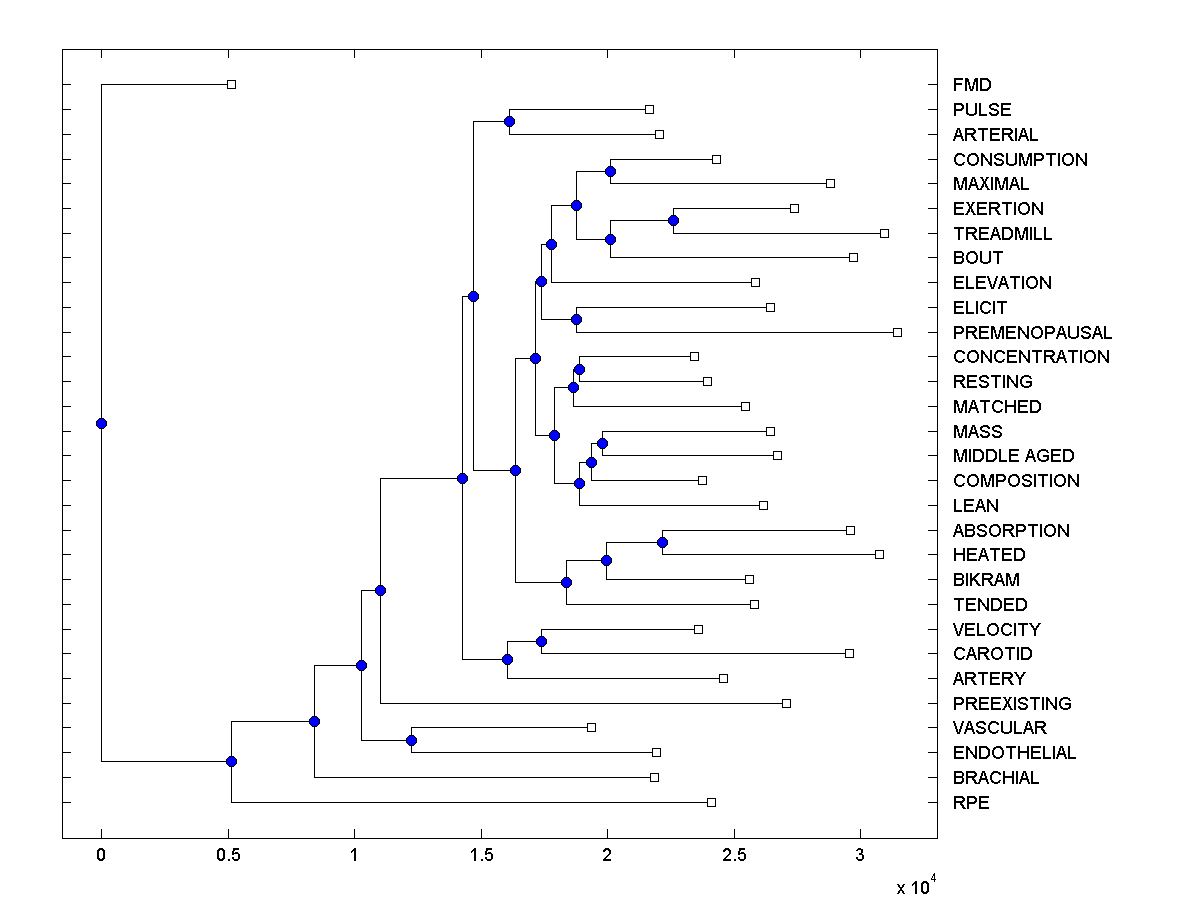 FMD
PULSE
ARTERIAL
CONSUMPTION
MAXIMAL
EXERTION
TREADMILL
BOUT
ELEVATION
ELICIT
PREMENOPAUSAL
CONCENTRATION
RESTING
MATCHED
MASS
MIDDLE AGED
COMPOSITION
LEAN
ABSORPTION
HEATED
BIKRAM
TENDED
VELOCITY
CAROTID
ARTERY
PREEXISTING
VASCULAR
ENDOTHELIAL
BRACHIAL
RPE
0 0.5 1 1.5 2 2.5 3
x 10^4